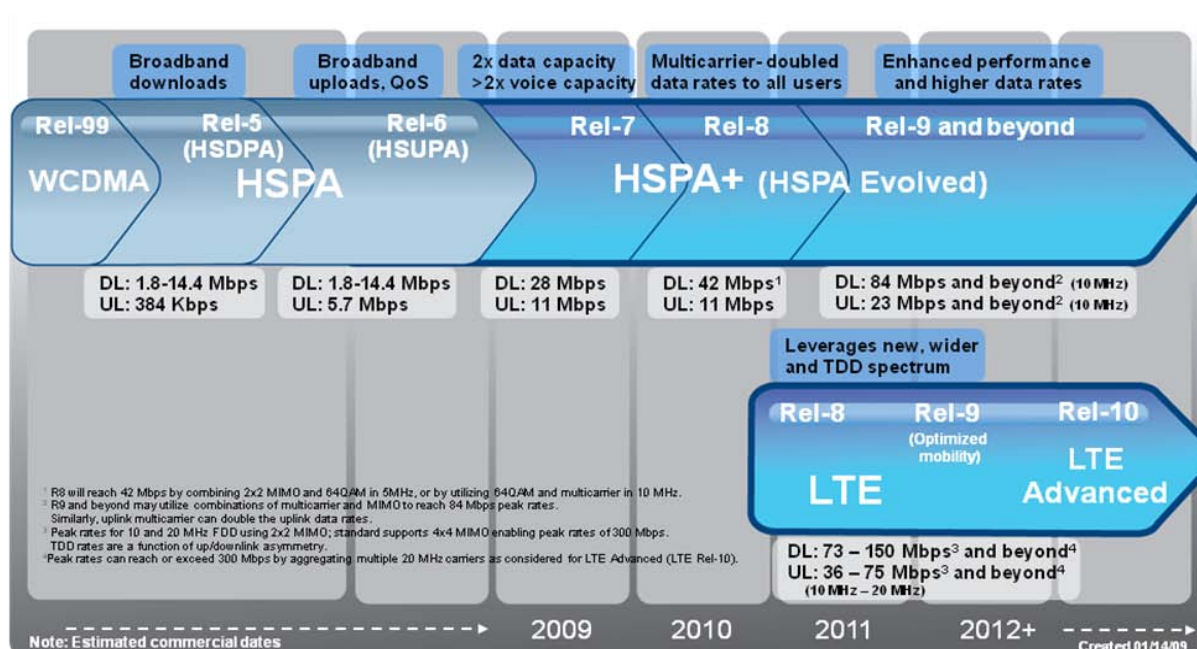 Broadband
downloads
Broadband
uploads, QoS
2x data capacity
>2x voice capacity
Multicarrier- doubled
data rates to all users
Enhanced performance
and higher data rates
Rel-99
Rel-5
(HSDPA)
Rel-6
(HSUPA)
Rel-7
Rel-8
Rel-9 and beyond
WCDMA
HSPA
HSPA+ (HSPA Evolved)
DL: 1.8-14.4 Mbps
UL: 384 Kbps
DL: 1.8-14.4 Mbps
UL: 5.7 Mbps
DL: 28 Mbps
UL: 11 Mbps
DL: 42 Mbps¹
UL: 11 Mbps
DL: 84 Mbps and beyond² (10 MHz)
UL: 23 Mbps and beyond² (10 MHz)
Leverages new, wider
and TDD spectrum
Rel-8
Rel-9
(Optimized
mobility)
Rel-10
LTE
LTE
Advanced
DL: 73 – 150 Mbps³ and beyond⁴
UL: 36 – 75 Mbps³ and beyond⁴
(10 MHz – 20 MHz)
¹ R8 will reach 42 Mbps by combining 2x2 MIMO and 64QAM in 5MHz, or by utilizing 64QAM and multicarrier in 10 MHz.
² R9 and beyond may utilize combinations of multicarrier and MIMO to reach 84 Mbps peak rates.
Similarly, uplink multicarrier can double the uplink data rates.
³ Peak rates for 10 and 20 MHz FDD using 2x2 MIMO; standard supports 4x4 MIMO enabling peak rates of 300 Mbps.
TDD rates are a function of up/downlink asymmetry.
⁴Peak rates can reach or exceed 300 Mbps by aggregating multiple 20 MHz carriers as considered for LTE Advanced (LTE Rel-10).
2009
2010
2011
2012+
Note: Estimated commercial dates
Created 01/14/09